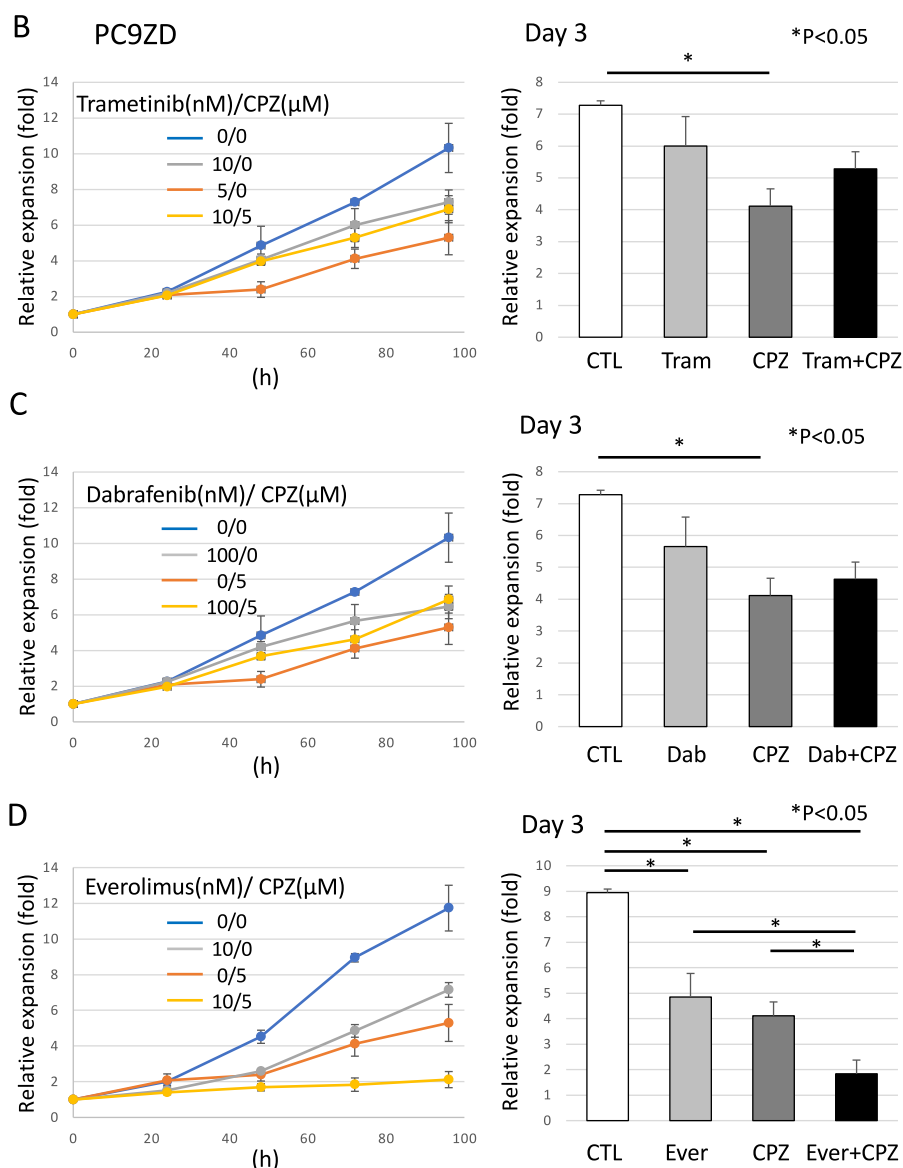 B
PC9ZD
Day 3
*P<0.05
Relative expansion (fold)
14
12
10
8
6
4
2
0
Trametinib(nM)/CPZ(µM)
0/0
10/0
5/0
10/5
0 20 40 60 80 100
(h)
*
Relative expansion (fold)
8
7
6
5
4
3
2
1
0
CTL Tram CPZ Tram+CPZ
C
Day 3
*P<0.05
Relative expansion (fold)
14
12
10
8
6
4
2
0
Dabrafenib(nM)/ CPZ(µM)
0/0
100/0
0/5
100/5
0 20 40 60 80 100
(h)
*
Relative expansion (fold)
8
7
6
5
4
3
2
1
0
CTL Dab CPZ Dab+CPZ
D
Day 3
*P<0.05
Relative expansion (fold)
14
12
10
8
6
4
2
0
Everolimus(nM)/ CPZ(µM)
0/0
10/0
0/5
10/5
0 20 40 60 80 100
(h)
*
*
*
*
*
Relative expansion (fold)
10
9
8
7
6
5
4
3
2
1
0
CTL Ever CPZ Ever+CPZ